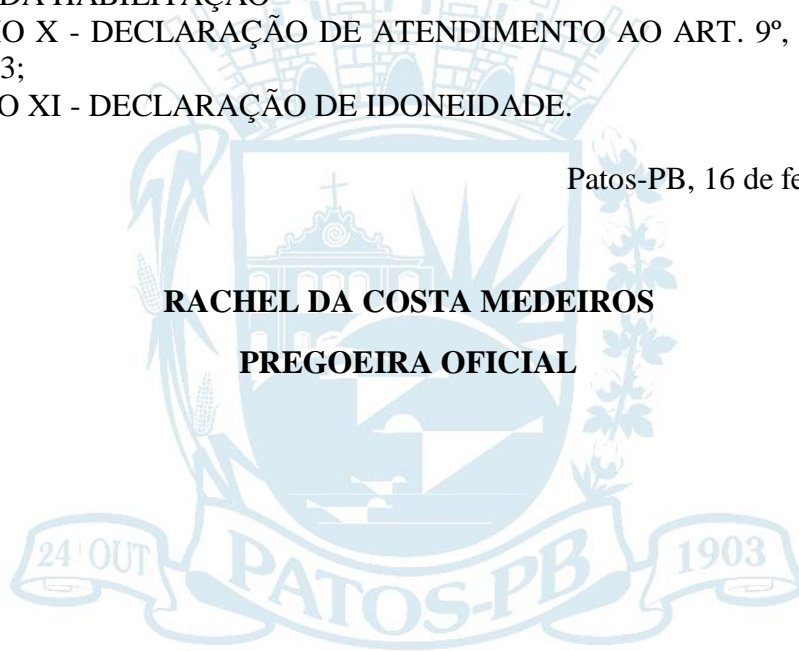 DA HABILITAÇÃO
O X - DECLARAÇÃO DE ATENDIMENTO AO ART. 9º,
3;
O XI - DECLARAÇÃO DE IDONEIDADE.
Patos-PB, 16 de fe
RACHEL DA COSTA MEDEIROS
PREGOEIRA OFICIAL
24 OUT
PATOS-PB
1903